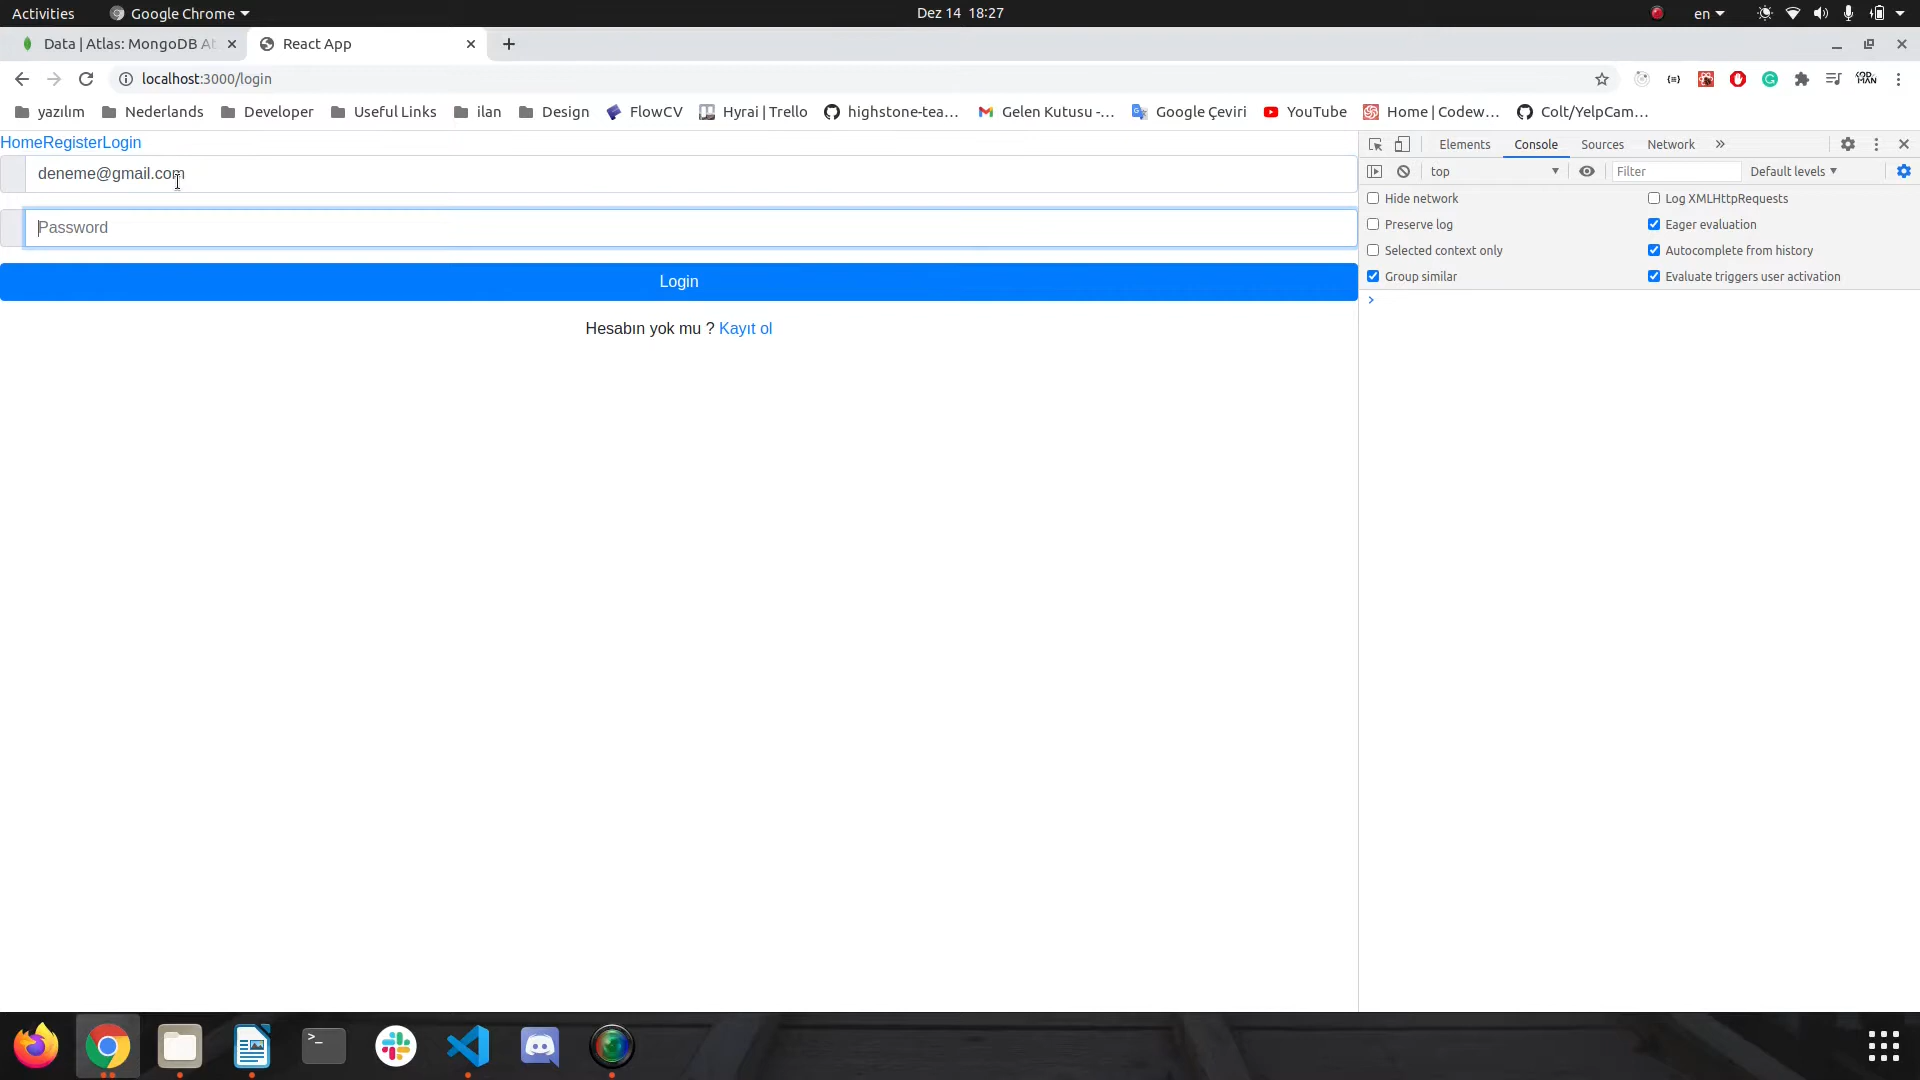 Activities Google Chrome Dez 14 18:27 en
Data | Atlas: MongoDB At React App
localhost:3000/login
yazılım Nederlands Developer Useful Links ilan Design FlowCV Hyrai | Trello highstone-tea... Gelen Kutusu -... Google Çeviri YouTube Home | Codew... Colt/YelpCam...
HomeRegisterLogin
deneme@gmail.com
Password
Login
Hesabın yok mu ? Kayıt ol
Elements Console Sources Network
top Filter Default levels
Hide network Log XMLHttpRequests
Preserve log Eager evaluation
Selected context only Autocomplete from history
Group similar Evaluate triggers user activation